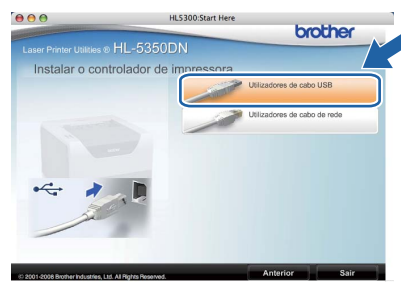 HL5300:Start Here
brother
Laser Printer Utilities ® HL-5350DN
Instalar o controlador de impressora
Utilizadores de cabo USB
Utilizadores de cabo de rede
© 2001-2008 Brother Industries, Ltd. All Rights Reserved.
Anterior
Sair